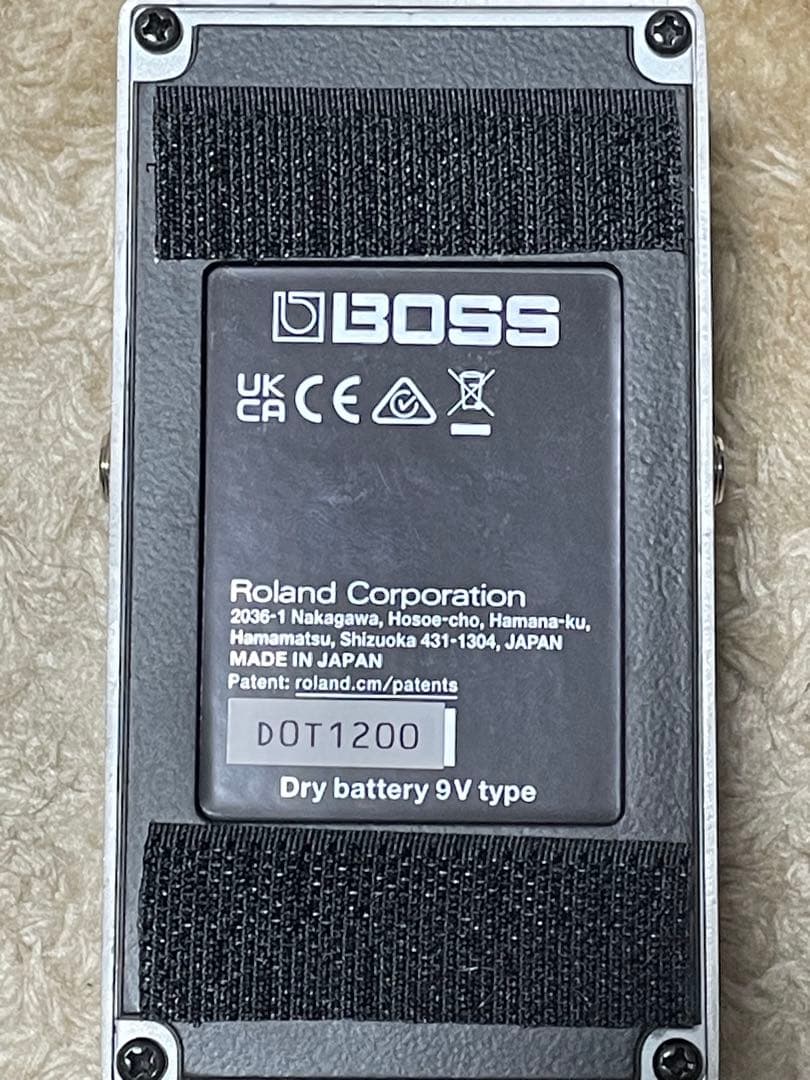 BOSS
UK
CA CE
Roland Corporation
2036-1 Nakagawa, Hosoe-cho, Hamana-ku,
Hamamatsu, Shizuoka 431-1304, JAPAN
MADE IN JAPAN
Patent: roland.cm/patents
D0T1200
Dry battery 9V type